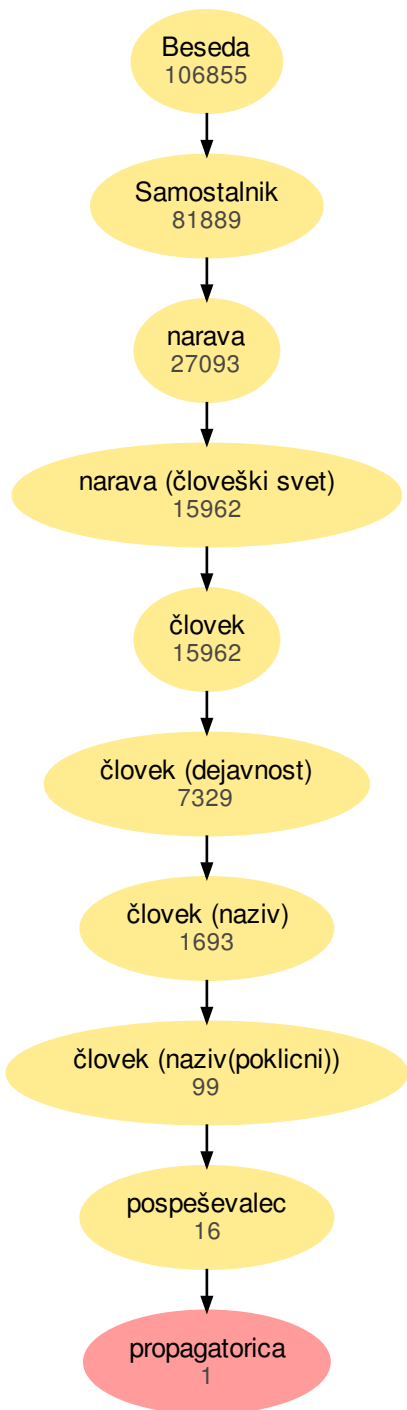 Beseda
106855
Samostalnik
81889
narava
27093
narava (človeški svet)
15962
človek
15962
človek (dejavnost)
7329
človek (naziv)
1693
človek (naziv(poklicni))
99
pospeševalec
16
propagatorica
1